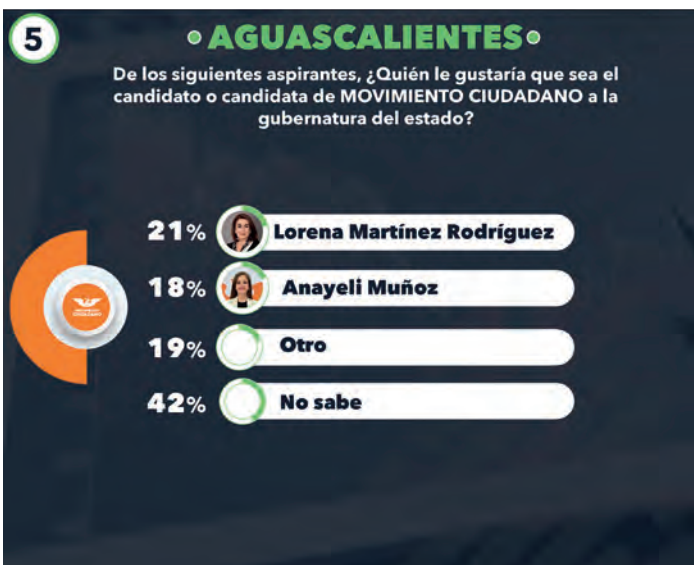 5
AGUASCALIENTES
De los siguientes aspirantes, ¿Quién le gustaría que sea el
candidato o candidata de MOVIMIENTO CIUDADANO a la
gubernatura del estado?
21% Lorena Martínez Rodríguez
18% Anayeli Muñoz
19% Otro
42% No sabe